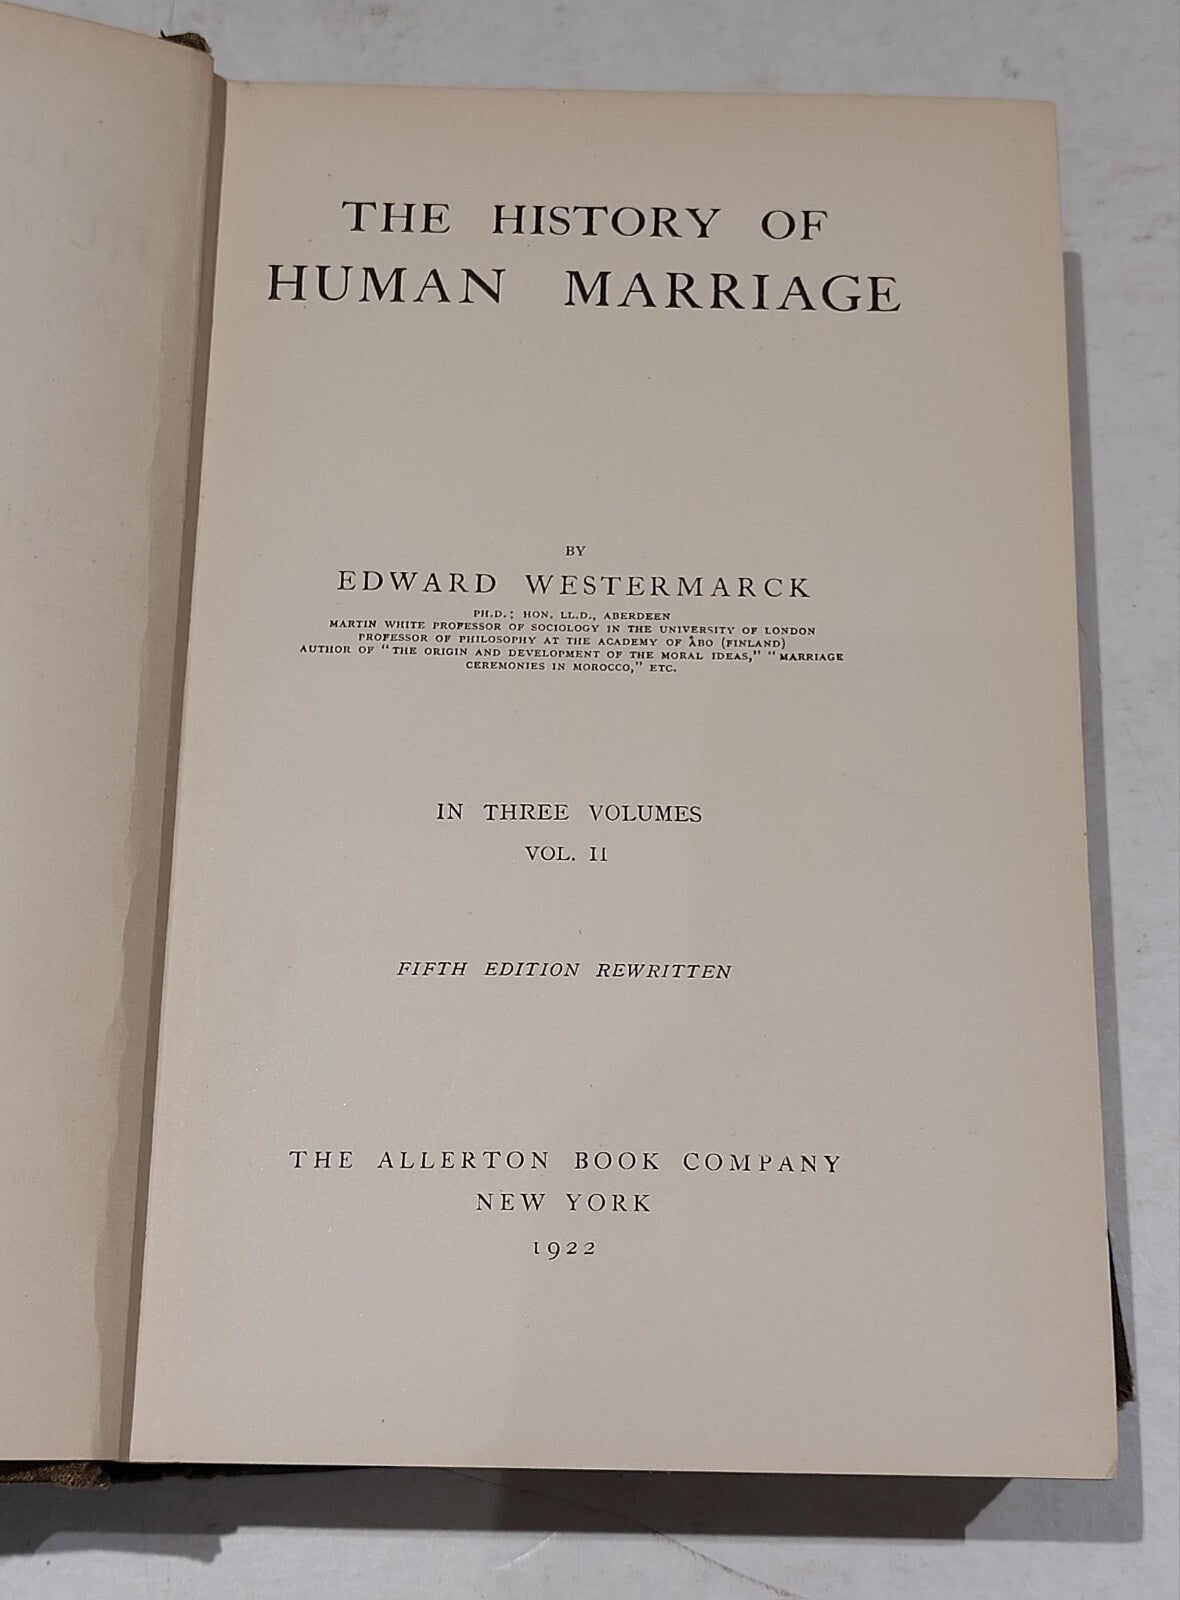 THE HISTORY OF
HUMAN MARRIAGE
BY
EDWARD WESTERMARCK
PH.D.; HON. LL.D., ABERDEEN
MARTIN WHITE PROFESSOR OF SOCIOLOGY IN THE UNIVERSITY OF LONDON
PROFESSOR OF PHILOSOPHY AT THE ACADEMY OF ÅBO (FINLAND)
AUTHOR OF "THE ORIGIN AND DEVELOPMENT OF THE MORAL IDEAS," "MARRIAGE
CEREMONIES IN MOROCCO," ETC.
IN THREE VOLUMES
VOL. II
FIFTH EDITION REWRITTEN
THE ALLERTON BOOK COMPANY
NEW YORK
1922